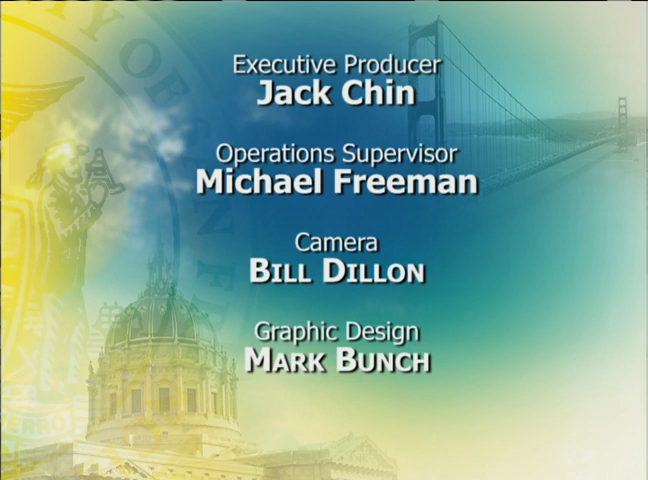 Executive Producer
Jack Chin
Operations Supervisor
Michael Freeman
Camera
BILL DILLON
Graphic Design
MARK BUNCH